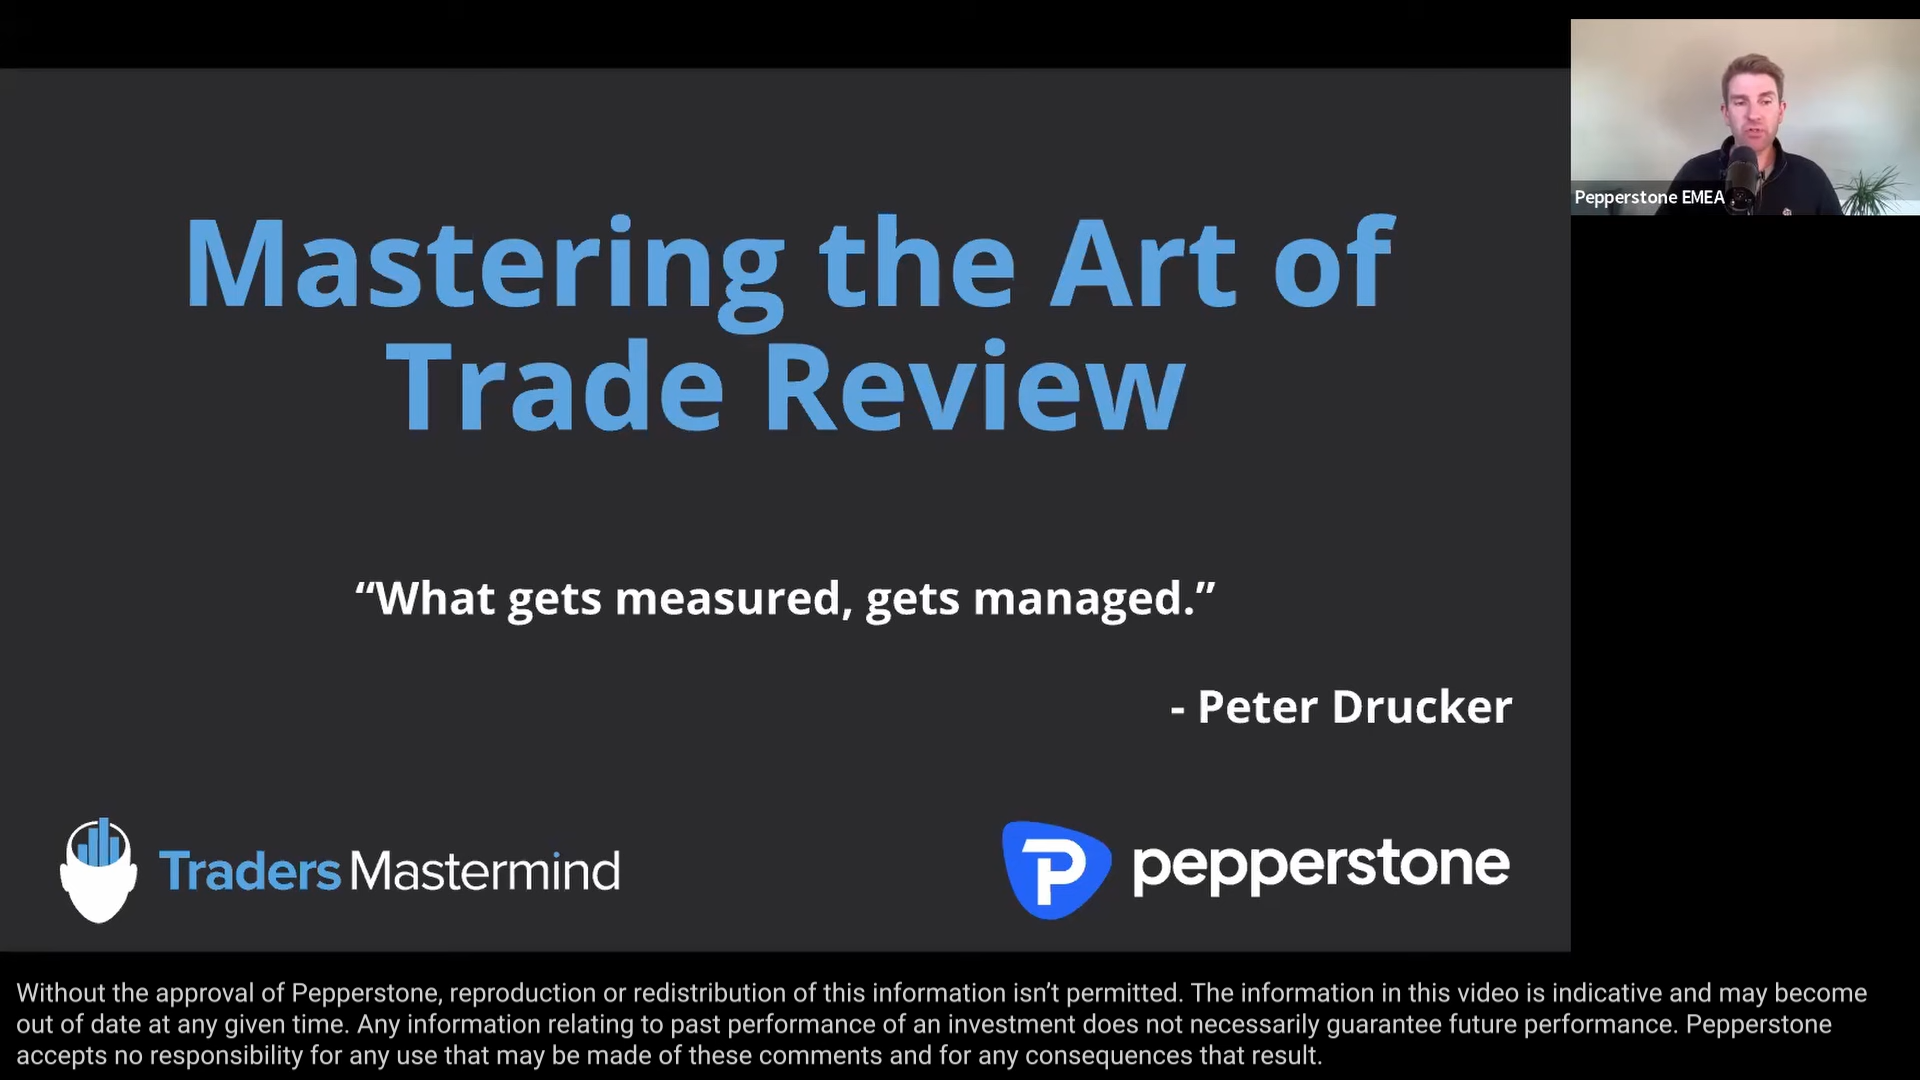 Mastering the Art of
Trade Review
“What gets measured, gets managed.”
- Peter Drucker
Traders Mastermind
pepperstone
Pepperstone EMEA
Without the approval of Pepperstone, reproduction or redistribution of this information isn’t permitted. The information in this video is indicative and may become
out of date at any given time. Any information relating to past performance of an investment does not necessarily guarantee future performance. Pepperstone
accepts no responsibility for any use that may be made of these comments and for any consequences that result.